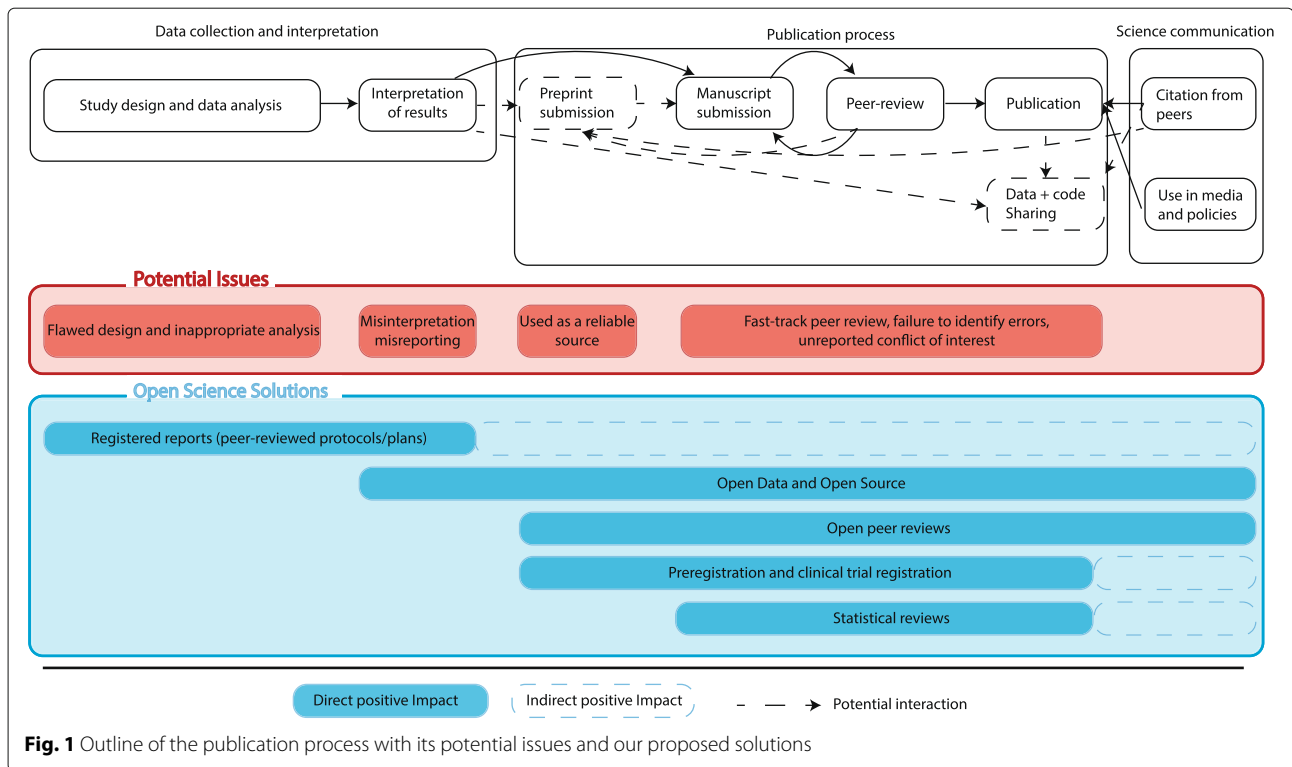 Data collection and interpretation
Publication process
Science communication
Study design and data analysis
Interpretation
of results
Preprint
submission
Manuscript
submission
Peer-review
Publication
Citation from
peers
Data + code
Sharing
Use in media
and policies
Potential Issues
Flawed design and inappropriate analysis
Misinterpretation
misreporting
Used as a reliable
source
Fast-track peer review, failure to identify errors,
unreported conflict of interest
Open Science Solutions
Registered reports (peer-reviewed protocols/plans)
Open Data and Open Source
Open peer reviews
Preregistration and clinical trial registration
Statistical reviews
Direct positive Impact
Indirect positive Impact
Potential interaction
Fig. 1 Outline of the publication process with its potential issues and our proposed solutions